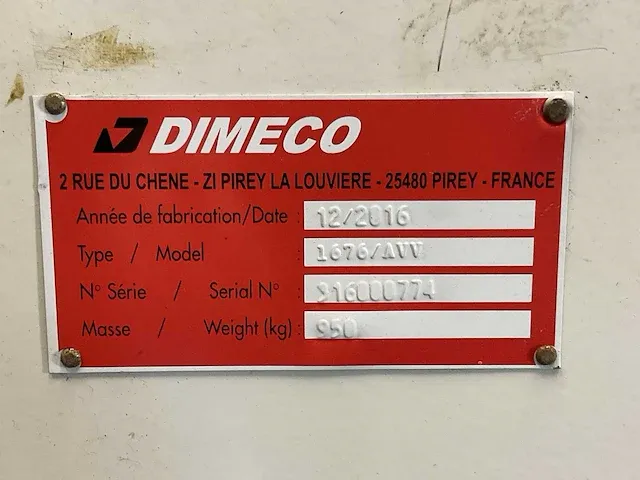 DIMECO
2 RUE DU CHENE - ZI PIREY LA LOUVIERE - 25480 PIREY - FRANCE
Année de fabrication/Date : 12/2016
Type / Model 1676/AVV
N° Série / Serial N° : 916000774
Masse / Weight (kg) : 950